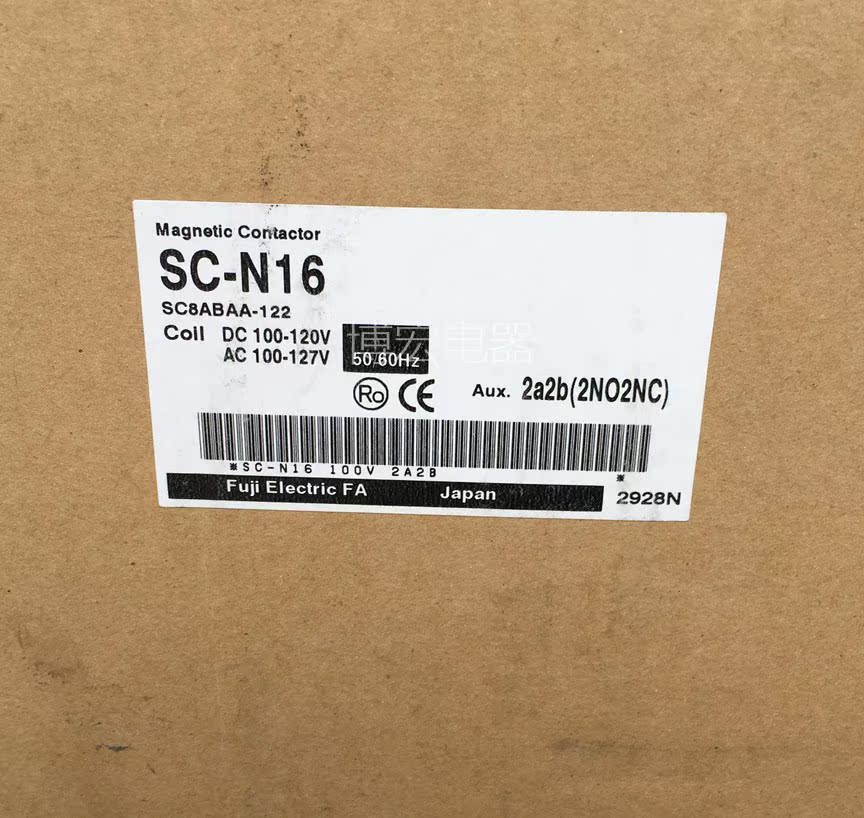 Magnetic Contactor
SC-N16
SC8ABAA-122
Coil DC 100-120V
AC 100-127V 50/60Hz
博宏电器
Ro CE Aux. 2a2b(2NO2NC)
*SC-N16 100V 2A2B *
Fuji Electric FA Japan 2928N